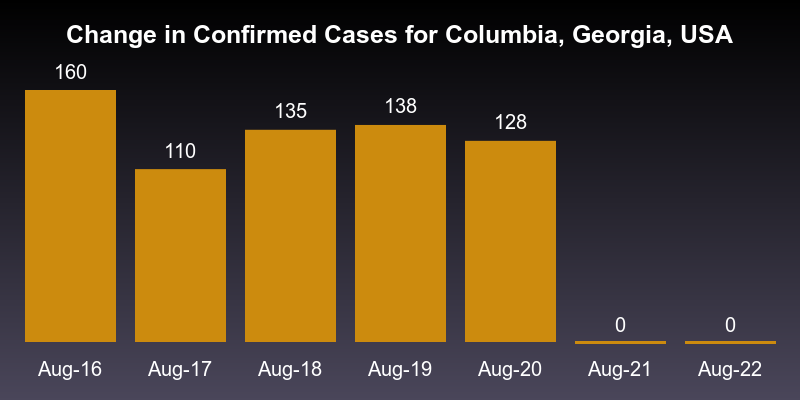 Change in Confirmed Cases for Columbia, Georgia, USA
160
110
135
138
128
0
0
Aug-16
Aug-17
Aug-18
Aug-19
Aug-20
Aug-21
Aug-22